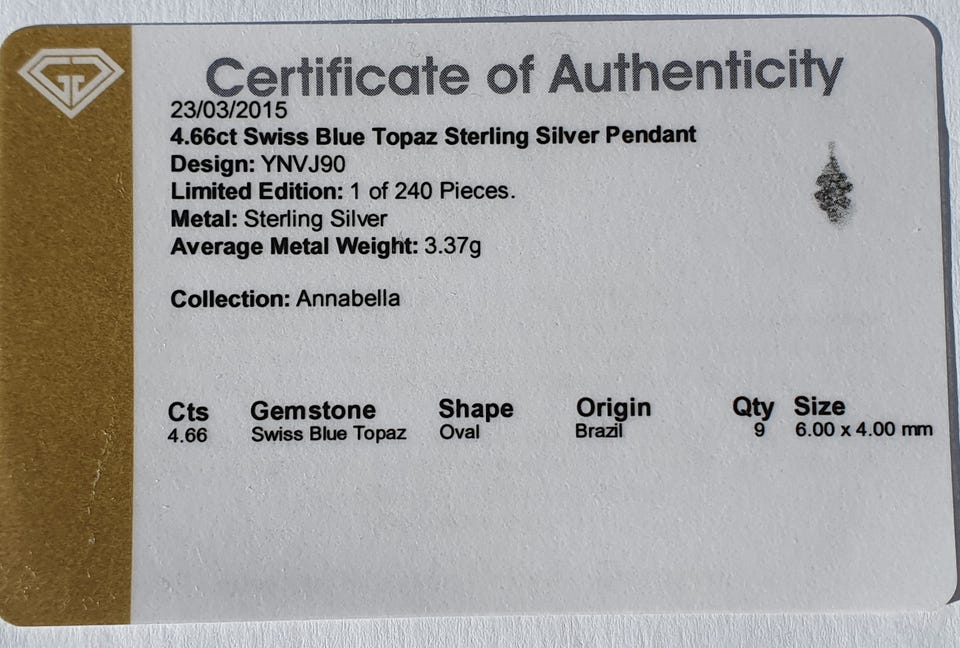 Certificate of Authenticity
23/03/2015
4.66ct Swiss Blue Topaz Sterling Silver Pendant
Design: YNVJ90
Limited Edition: 1 of 240 Pieces.
Metal: Sterling Silver
Average Metal Weight: 3.37g
Collection: Annabella
Cts Gemstone Shape Origin Qty Size
4.66 Swiss Blue Topaz Oval Brazil 9 6.00 x 4.00 mm